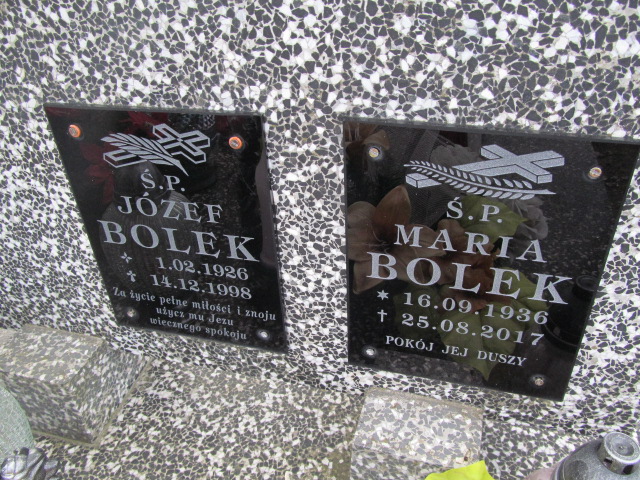 Ś.P.
JÓZEF
BOLEK
1.02.1926
14.12.1998
Za życie pełne miłości i znoju
użycz mu Jezu
wiecznego spokoju
Ś.P.
MARIA
BOLEK
16.09.1936
25.08.2017
POKÓJ JEJ DUSZY